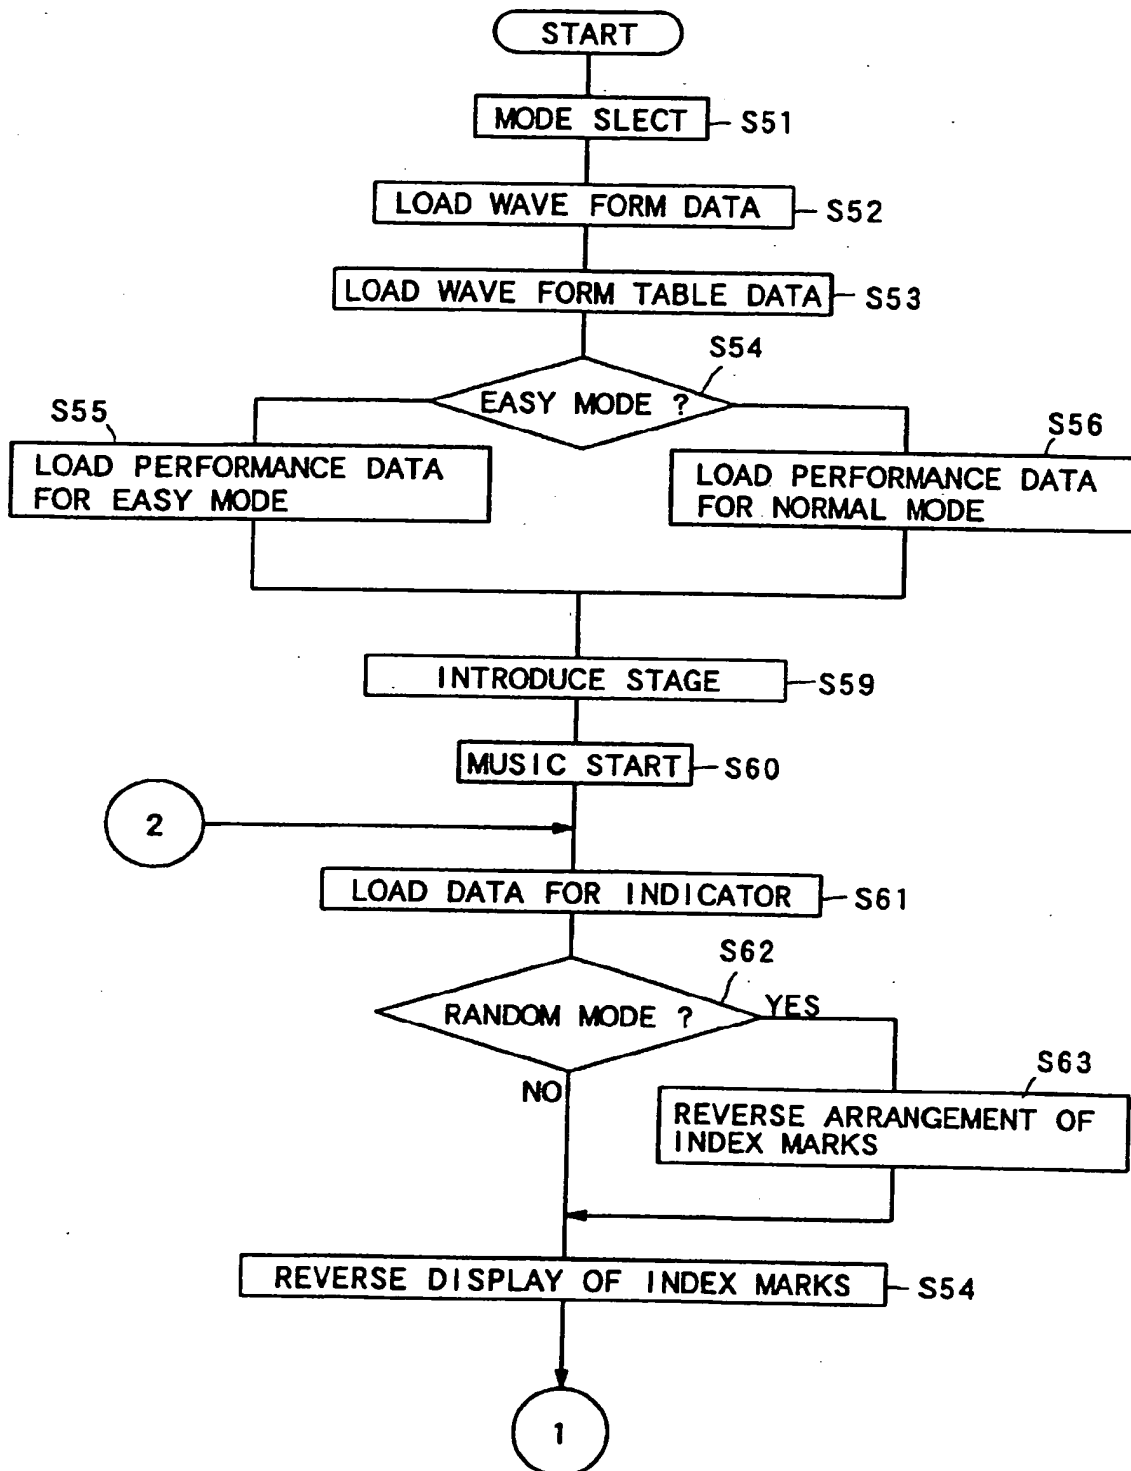 START
MODE SLECT
S51
LOAD WAVE FORM DATA
S52
LOAD WAVE FORM TABLE DATA
S53
S54
EASY MODE ?
S55
LOAD PERFORMANCE DATA
FOR EASY MODE
S56
LOAD PERFORMANCE DATA
FOR NORMAL MODE
INTRODUCE STAGE
S59
MUSIC START
S60
2
LOAD DATA FOR INDICATOR
S61
S62
RANDOM MODE ?
YES
NO
S63
REVERSE ARRANGEMENT OF
INDEX MARKS
REVERSE DISPLAY OF INDEX MARKS
S54
1